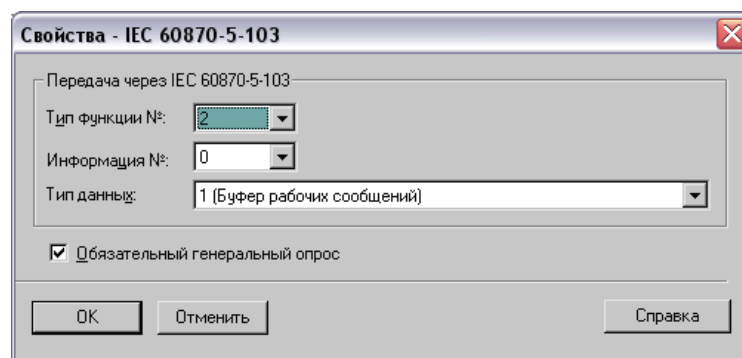 Свойства - IEC 60870-5-103
Передача через IEC 60870-5-103
Тип функции №: 2
Информация №: 0
Тип данных: 1 (Буфер рабочих сообщений)
Обязательный генеральный опрос
OK Отменить Справка